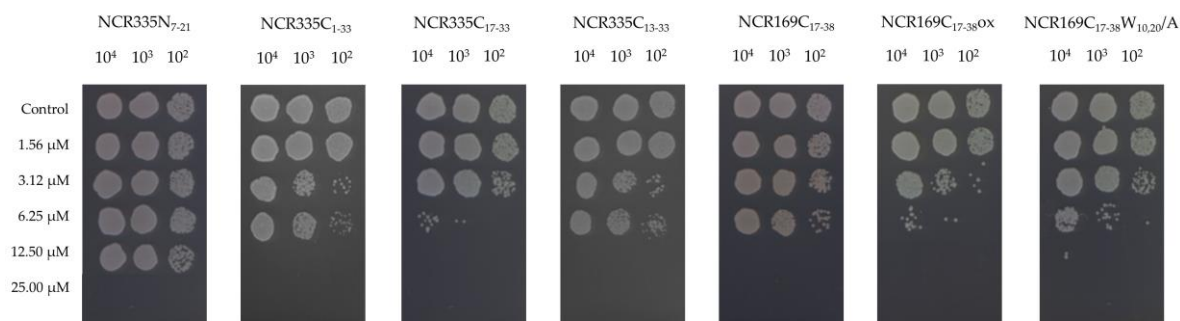 NCR335N7-21 NCR335C1-33 NCR335C17-33 NCR335C13-33 NCR169C17-38 NCR169C17-38ox NCR169C17-38W10,20/A
10⁴ 10³ 10² 10⁴ 10³ 10² 10⁴ 10³ 10² 10⁴ 10³ 10² 10⁴ 10³ 10² 10⁴ 10³ 10² 10⁴ 10³ 10²
Control
1.56 µM
3.12 µM
6.25 µM
12.50 µM
25.00 µM